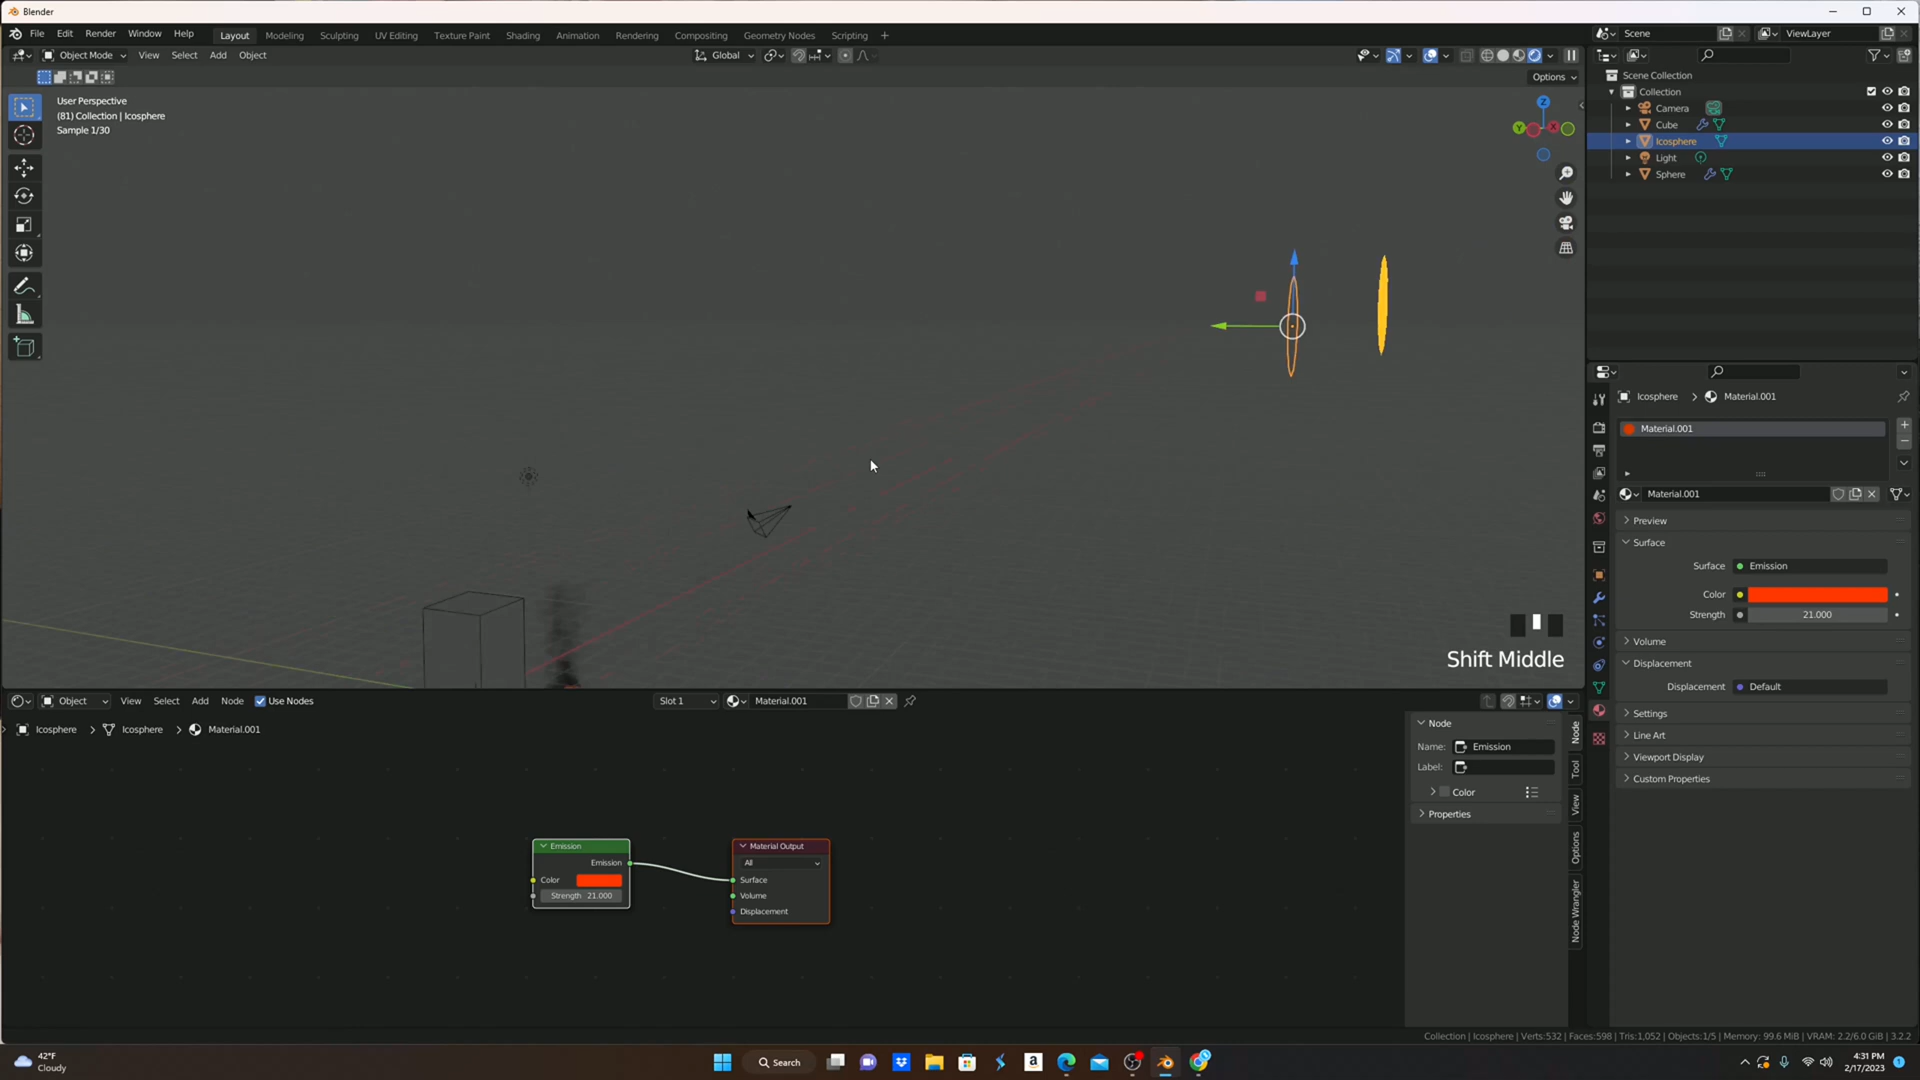 Blender
File Edit Render Window Help
Layout Modeling Sculpting UV Editing Texture Paint Shading Animation Rendering Compositing Geometry Nodes Scripting +
Scene
ViewLayer
Object Mode View Select Add Object
Global
Options
User Perspective
(81) Collection | Icosphere
Sample 1/30
Z
Y
X
Scene Collection
Collection
Camera
Cube
Icosphere
Light
Sphere
Icosphere > Material.001
Material.001
Material.001
Preview
Surface
Surface Emission
Color
Strength 21.000
Volume
Displacement
Displacement Default
Settings
Line Art
Viewport Display
Custom Properties
Shift Middle
Object View Select Add Node Use Nodes
Slot 1
Material.001
Icosphere > Icosphere > Material.001
Node
Name: Emission
Label:
Color
Properties
Node
Tool
View
Options
Node Wrangler
Emission
Emission
Color
Strength 21.000
Material Output
All
Surface
Volume
Displacement
Collection | Icosphere | Verts:532 | Faces:598 | Tris:1,052 | Objects:1/5 | Memory: 99.6 MiB | VRAM: 2.2/6.0 GiB | 3.2.2
42°F
Cloudy
Search
4:31 PM
2/17/2023